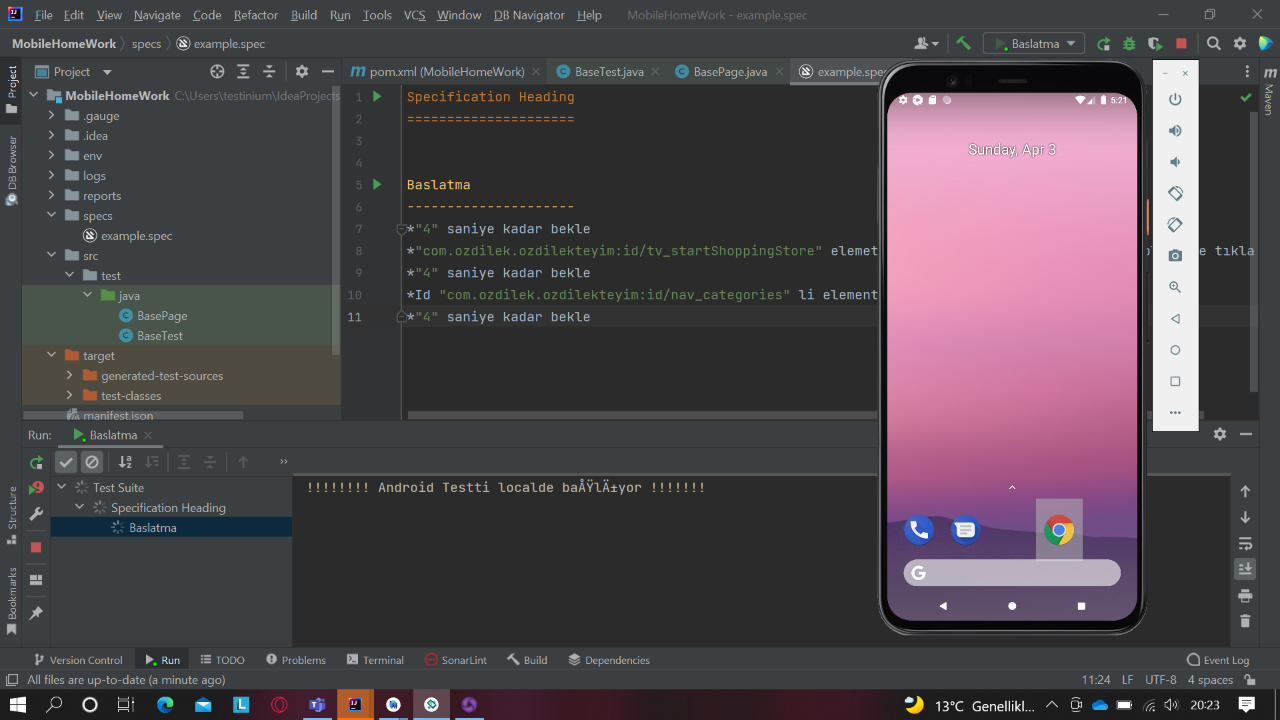 File Edit View Navigate Code Refactor Build Run Tools VCS Window DB Navigator Help MobileHomeWork - example.spec
MobileHomeWork specs example.spec Baslatma
Project pom.xml (MobileHomeWork) BaseTest.java BasePage.java example.spec
Project
DB Browser
Structure
Bookmarks
Maven
MobileHomeWork C:\Users\testinium\IdeaProjects
.gauge
.idea
env
logs
reports
specs
example.spec
src
test
java
BasePage
BaseTest
target
generated-test-sources
test-classes
manifest.json
1 Specification Heading
2 =====================
3
4
5 Baslatma
6 ---------------------
7 *"4" saniye kadar bekle
8 *"com.ozdilek.ozdilekteyim:id/tv_startShoppingStore" elemet tıkla
9 *"4" saniye kadar bekle
10 *Id "com.ozdilek.ozdilekteyim:id/nav_categories" li element
11 *"4" saniye kadar bekle
5:21
Sunday, Apr 3
G
Run: Baslatma
Test Suite
Specification Heading
Baslatma
!!!!!!!! Android Testti localde baÅŸlÄ±yor !!!!!!!
Version Control Run TODO Problems Terminal SonarLint Build Dependencies Event Log
All files are up-to-date (a minute ago) 11:24 LF UTF-8 4 spaces
13°C Genellikl... 20:23